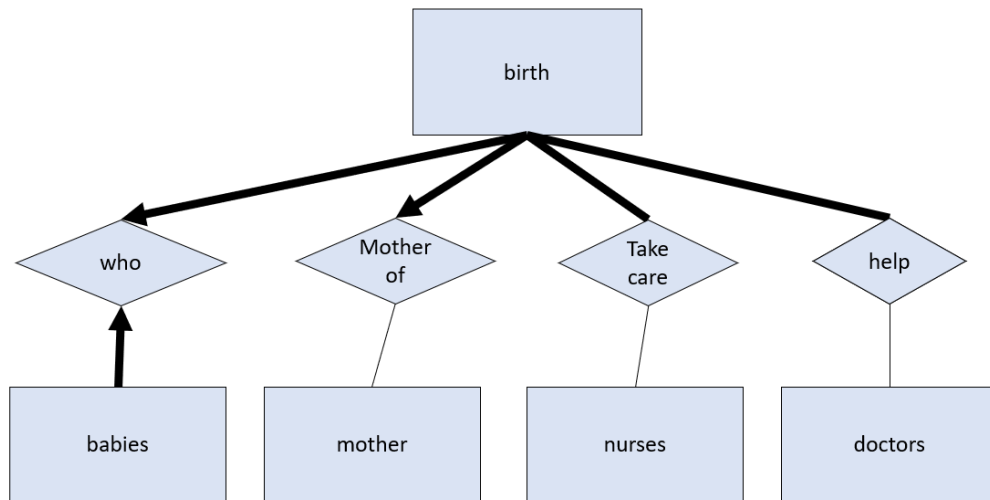 birth
who
Mother
of
Take
care
help
babies
mother
nurses
doctors